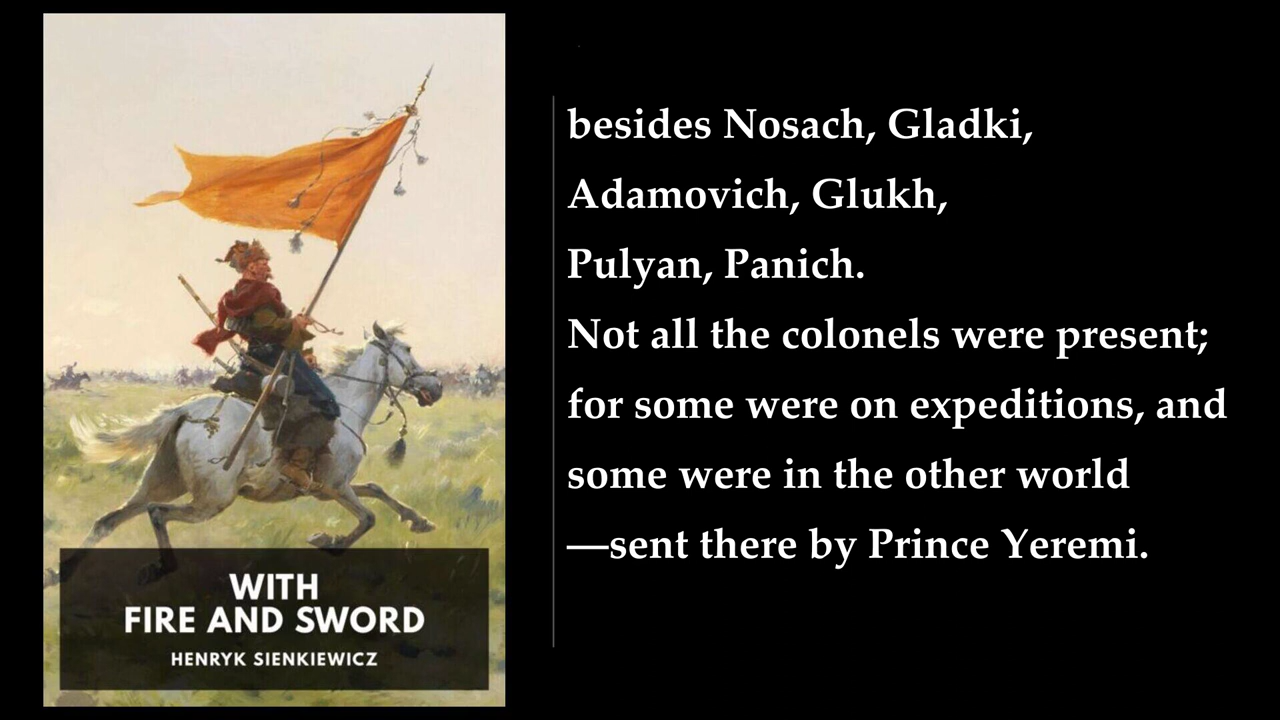 WITH
FIRE AND SWORD
HENRYK SIENKIEWICZ
besides Nosach, Gladki,
Adamovich, Glukh,
Pulyan, Panich.
Not all the colonels were present;
for some were on expeditions, and
some were in the other world
—sent there by Prince Yeremi.